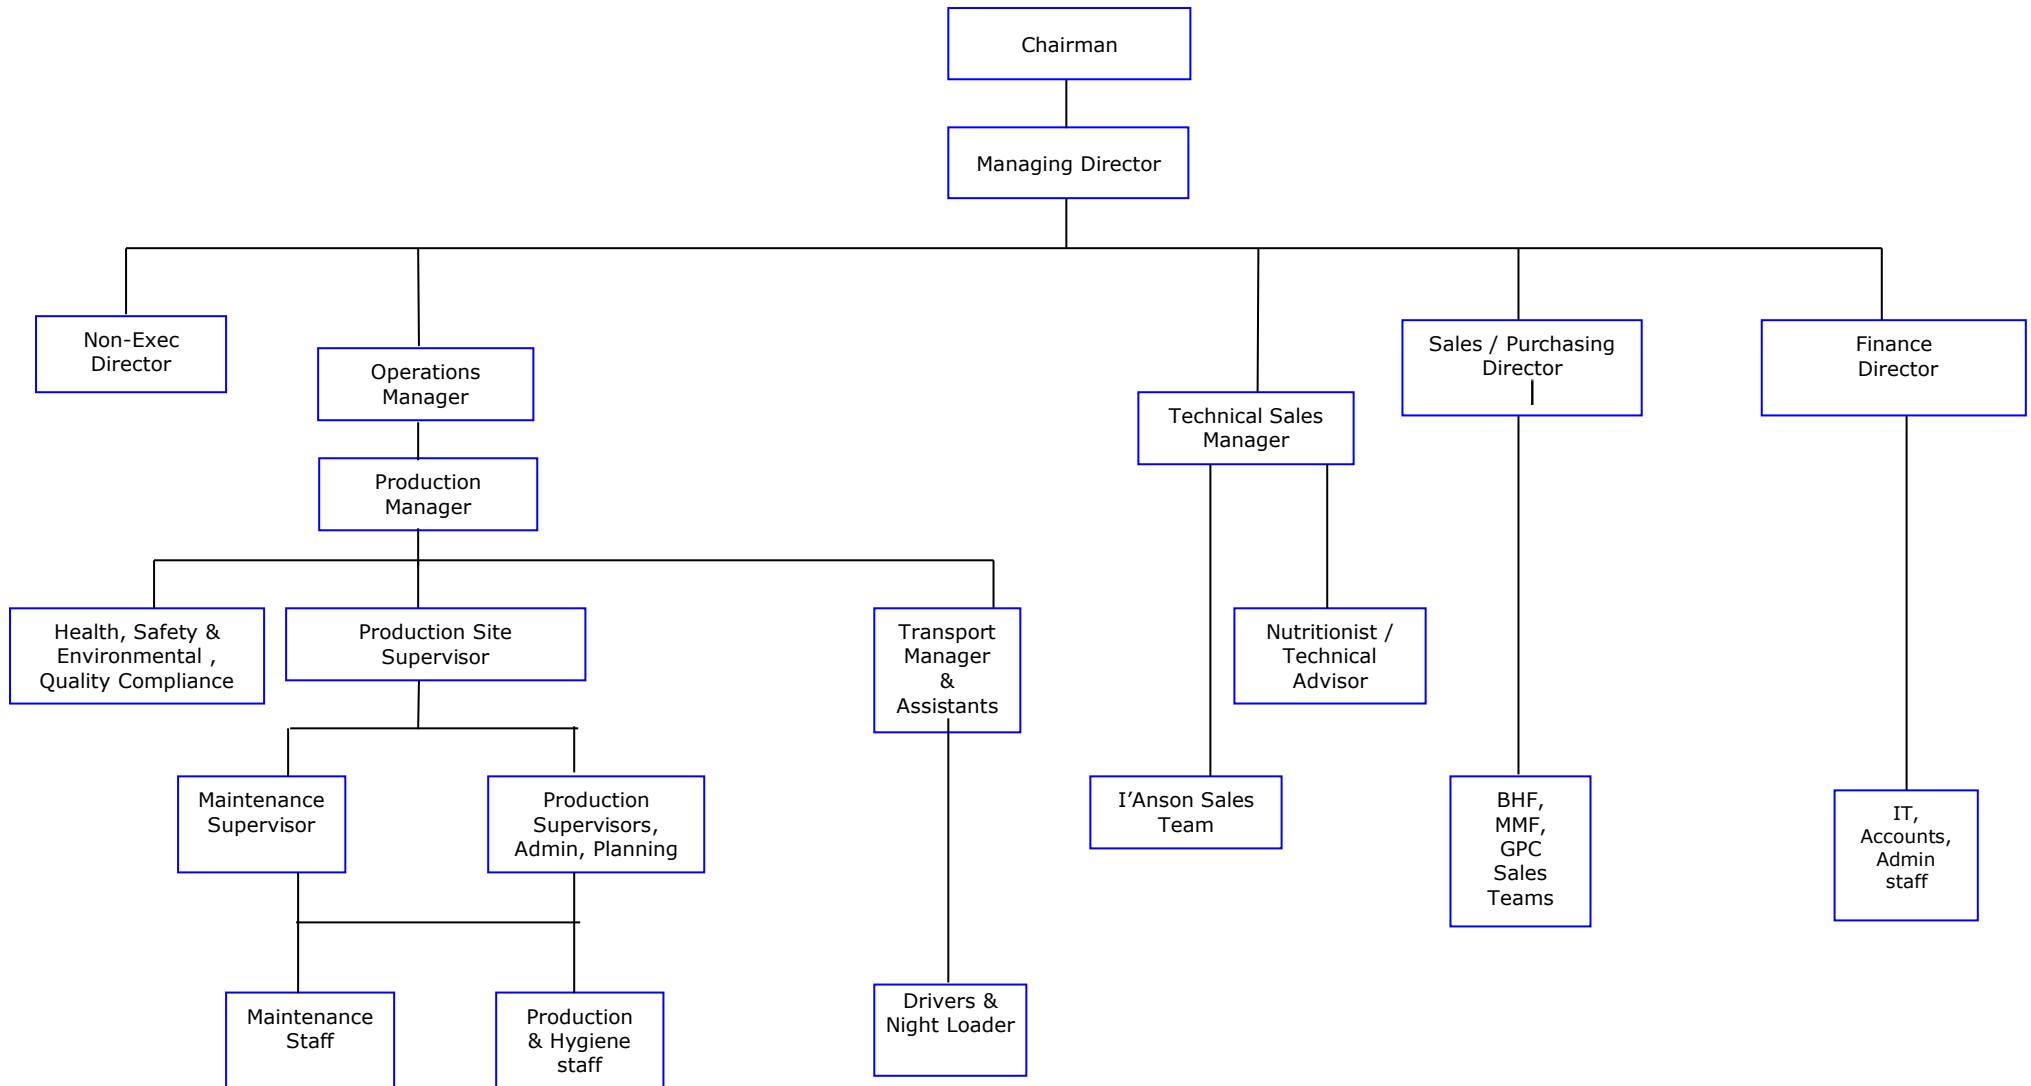 Chairman
Managing Director
Non-Exec
Director
Operations
Manager
Technical Sales
Manager
Sales / Purchasing
Director
Finance
Director
Production
Manager
Health, Safety &
Environmental ,
Quality Compliance
Production Site
Supervisor
Transport
Manager
&
Assistants
Nutritionist /
Technical
Advisor
Maintenance
Supervisor
Production
Supervisors,
Admin, Planning
I’Anson Sales
Team
BHF,
MMF,
GPC
Sales
Teams
IT,
Accounts,
Admin
staff
Maintenance
Staff
Production
& Hygiene
staff
Drivers &
Night Loader